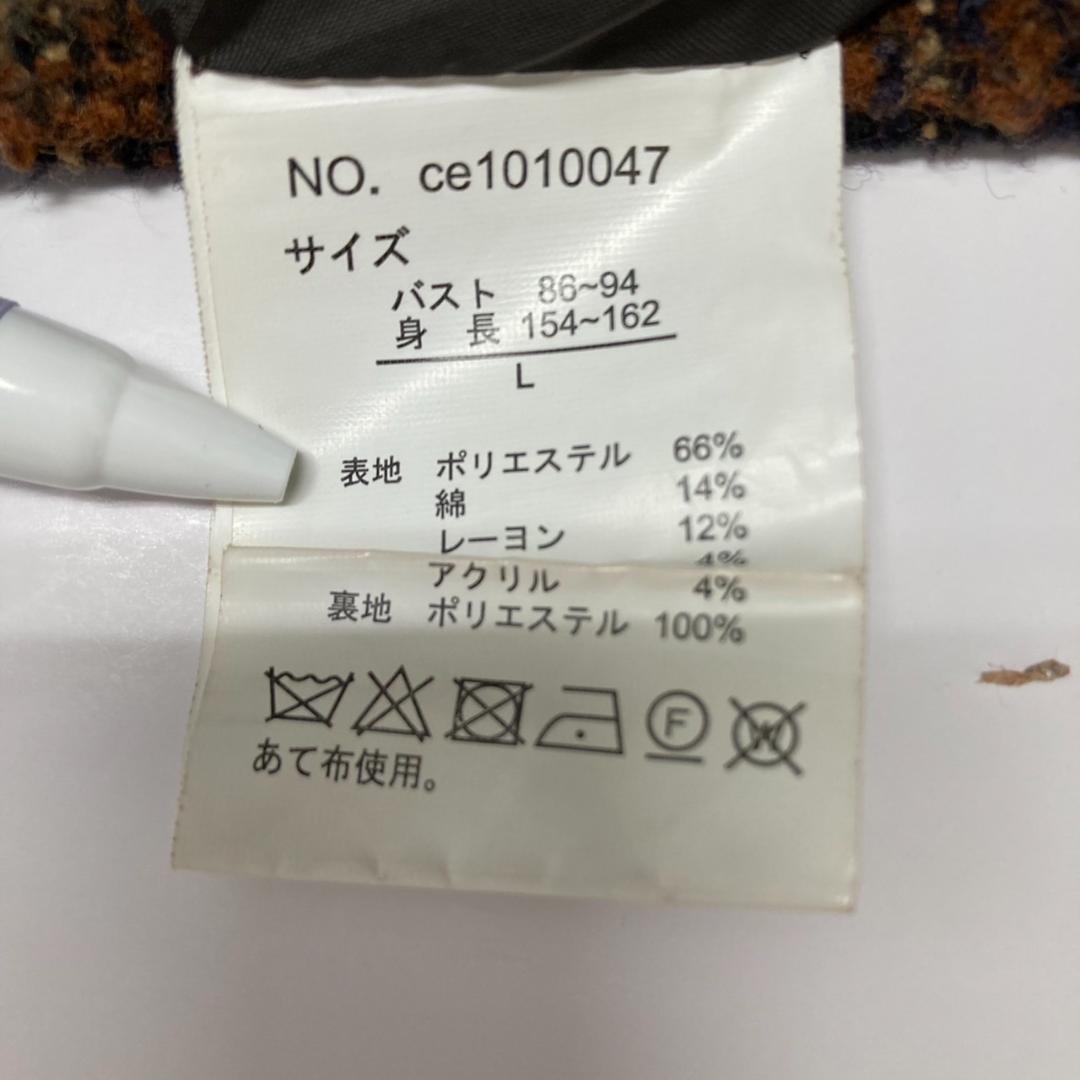 NO. ce1010047
サイズ
バスト 86~94
身 長 154~162
L
表地 ポリエステル 66%
綿 14%
レーヨン 12%
4%
アクリル 4%
裏地 ポリエステル 100%
F
W
あて布使用。